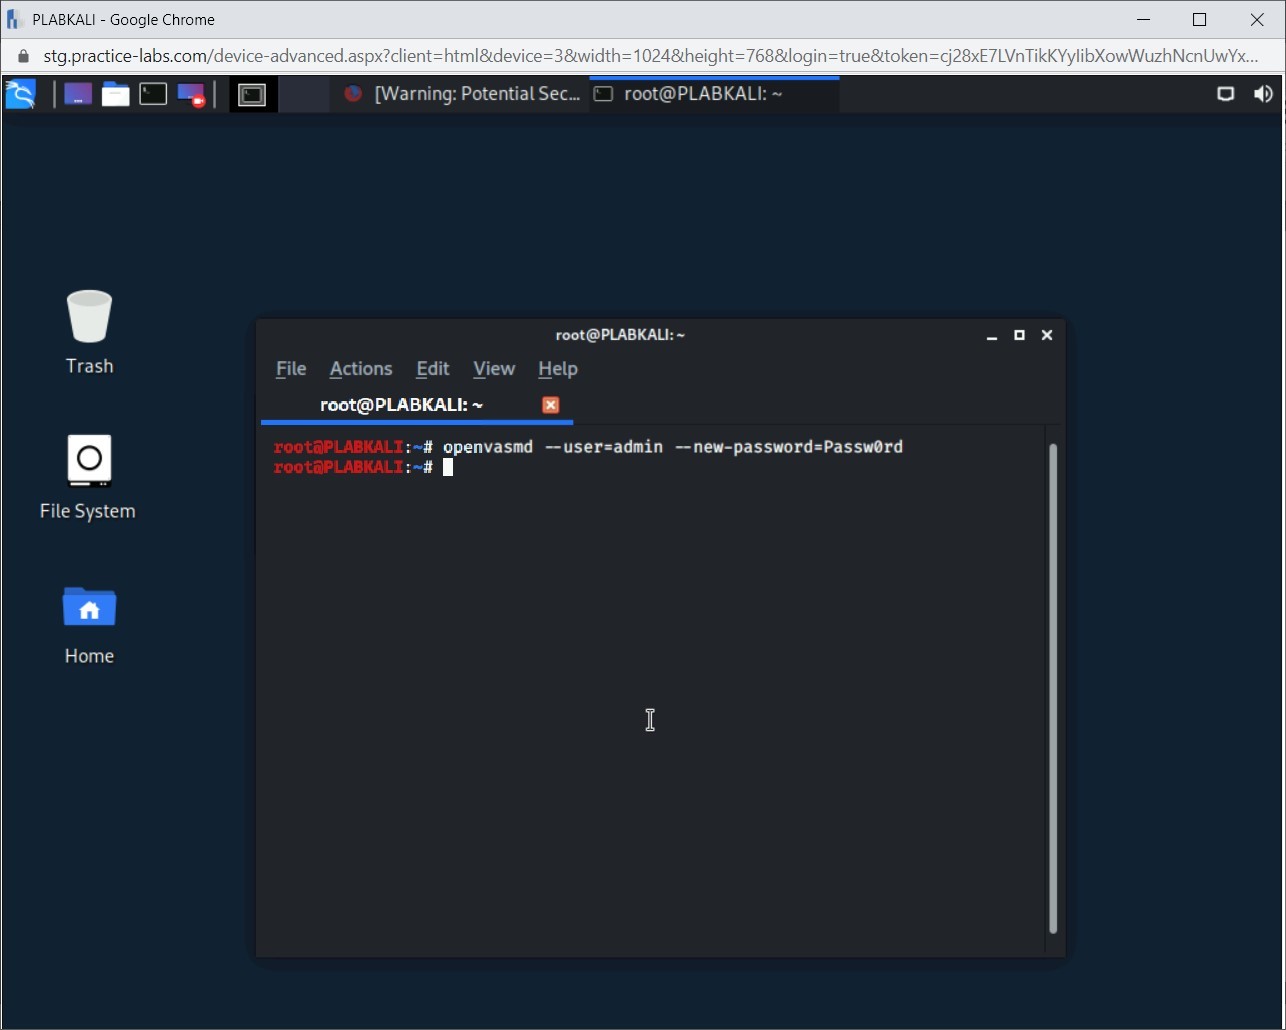 PLABKALI - Google Chrome
stg.practice-labs.com/device-advanced.aspx?client=html&device=3&width=1024&height=768&login=true&token=cj28xE7LVnTikKYyIibXowWuzhNcnUwYx...
[Warning: Potential Sec...
root@PLABKALI: ~
Trash
File System
Home
root@PLABKALI: ~
File Actions Edit View Help
root@PLABKALI: ~
root@PLABKALI:~# openvasmd --user=admin --new-password=Passw0rd
root@PLABKALI:~#